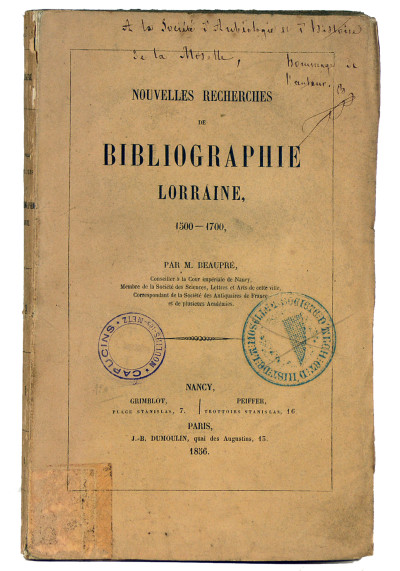 A la Société d'Archéologie et d'Histoire
de la Moselle,
hommage de
l'auteur.
NOUVELLES RECHERCHES
DE
BIBLIOGRAPHIE
LORRAINE,
1500—1700,
PAR M. BEAUPRÉ,
Conseiller à la Cour impériale de Nancy,
Membre de la Société des Sciences, Lettres et Arts de cette ville,
Correspondant de la Société des Antiquaires de France
et de plusieurs Académies.
CAPUCINS
NANCY,
GRIMBLOT, PEIFFER,
PLACE STANISLAS, 7. TROTTOIRS STANISLAS, 16
PARIS,
J.-B. DUMOULIN, quai des Augustins, 13.
1856.